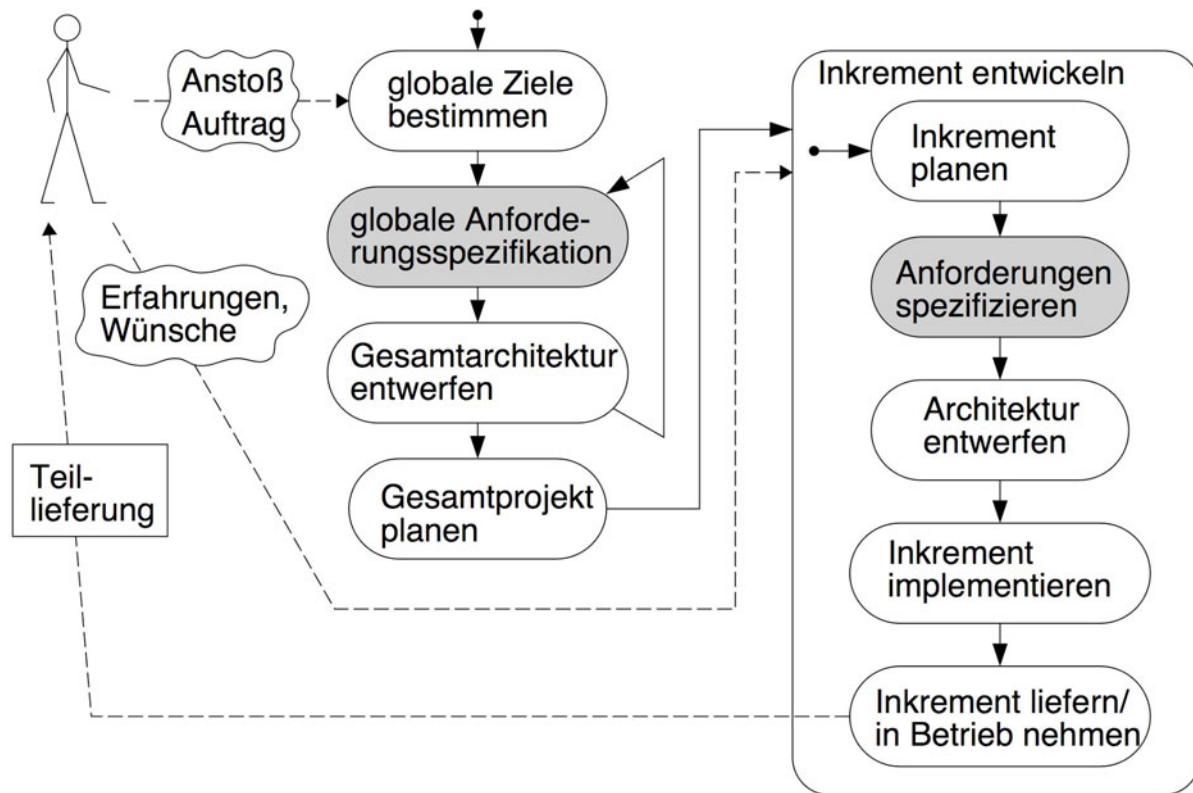 Anstoß
Auftrag
globale Ziele
bestimmen
globale Anforde-
rungsspezifikation
Gesamtarchitektur
entwerfen
Gesamtprojekt
planen
Erfahrungen,
Wünsche
Teil-
lieferung
Inkrement entwickeln
Inkrement
planen
Anforderungen
spezifizieren
Architektur
entwerfen
Inkrement
implementieren
Inkrement liefern/
in Betrieb nehmen